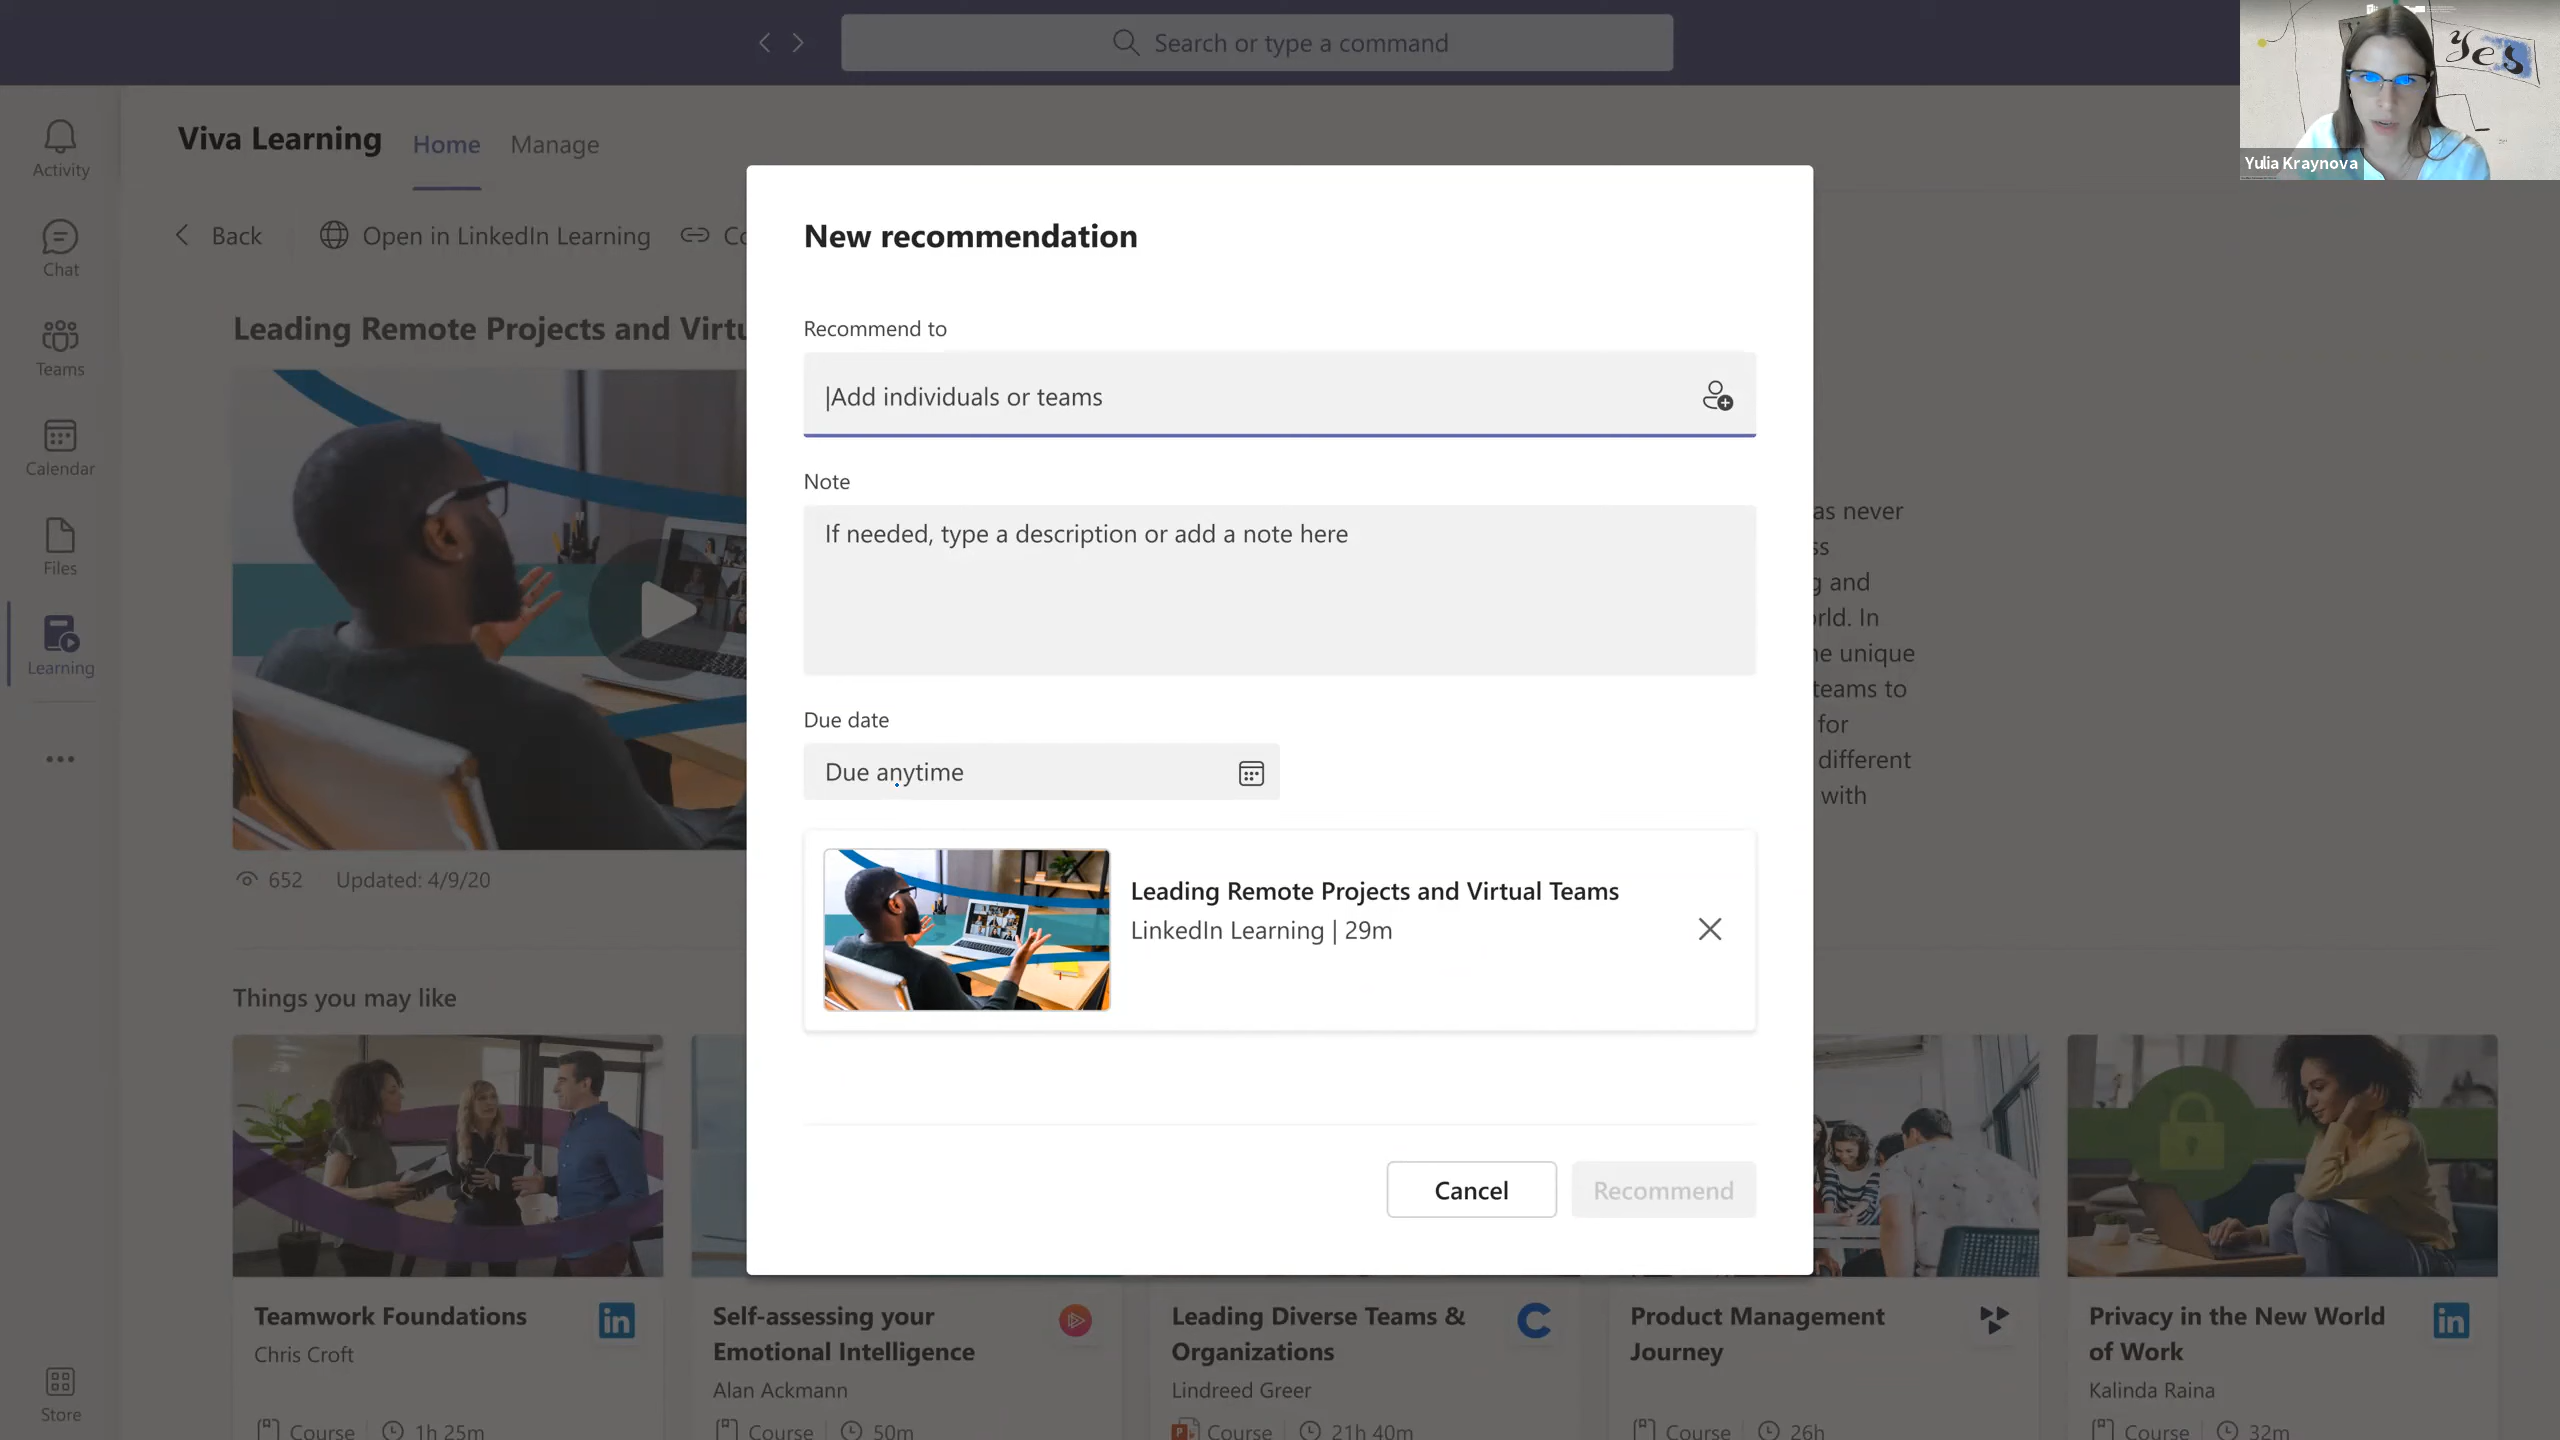 Search or type a command
Yes
Yulia Kraynova
Viva Learning
Home
Manage
Activity
Chat
Teams
Calendar
Files
Learning
Store
Back
Open in LinkedIn Learning
Leading Remote Projects and
652
Updated: 4/9/20
New recommendation
Recommend to
Add individuals or teams
Note
If needed, type a description or add a note here
Due date
Due anytime
Leading Remote Projects and Virtual Teams
LinkedIn Learning | 29m
Cancel
Recommend
as never
and
In
unique
teams to
for
different
with
Things you may like
Teamwork Foundations
Chris Croft
Course
1h 25m
Self-assessing your
Emotional Intelligence
Alan Ackmann
Course
50m
Leading Diverse Teams &
Organizations
Lindreed Greer
Course
21h 40m
Product Management
Journey
Course
26h
Privacy in the New World
of Work
Kalinda Raina
Course
32m